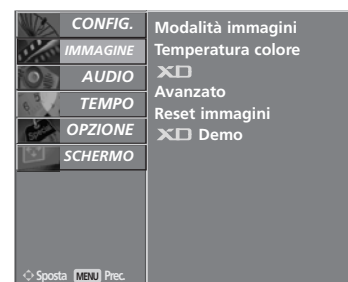 CONFIG.
IMMAGINE
AUDIO
TEMPO
OPZIONE
SCHERMO
Modalità immagini
Temperatura colore
XD
Avanzato
Reset immagini
XD Demo
Sposta MENU Prec.